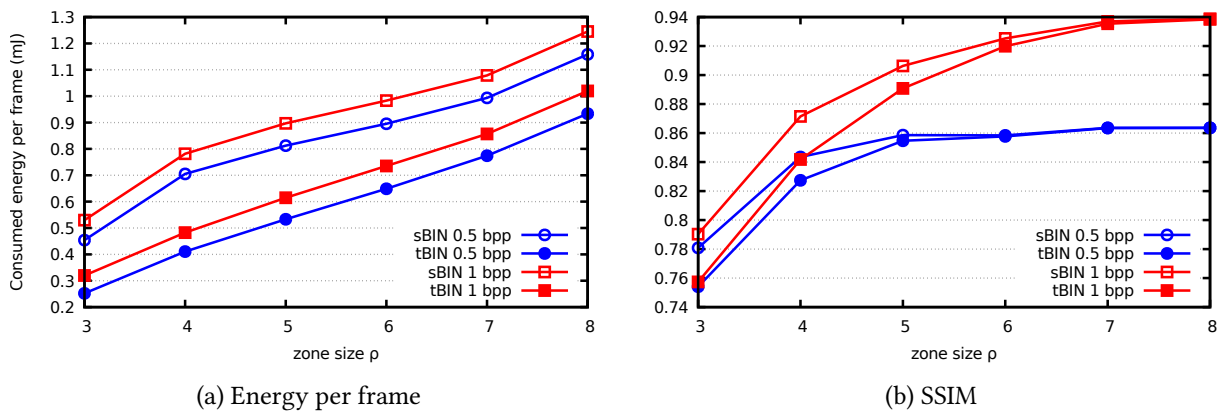 Consumed energy per frame (mJ)
1.3
1.2
1.1
1
0.9
0.8
0.7
0.6
0.5
0.4
0.3
0.2
3 4 5 6 7 8
zone size ρ
sBIN 0.5 bpp
tBIN 0.5 bpp
sBIN 1 bpp
tBIN 1 bpp
(a) Energy per frame
0.94
0.92
0.9
0.88
0.86
0.84
0.82
0.8
0.78
0.76
0.74
3 4 5 6 7 8
zone size ρ
sBIN 0.5 bpp
tBIN 0.5 bpp
sBIN 1 bpp
tBIN 1 bpp
(b) SSIM